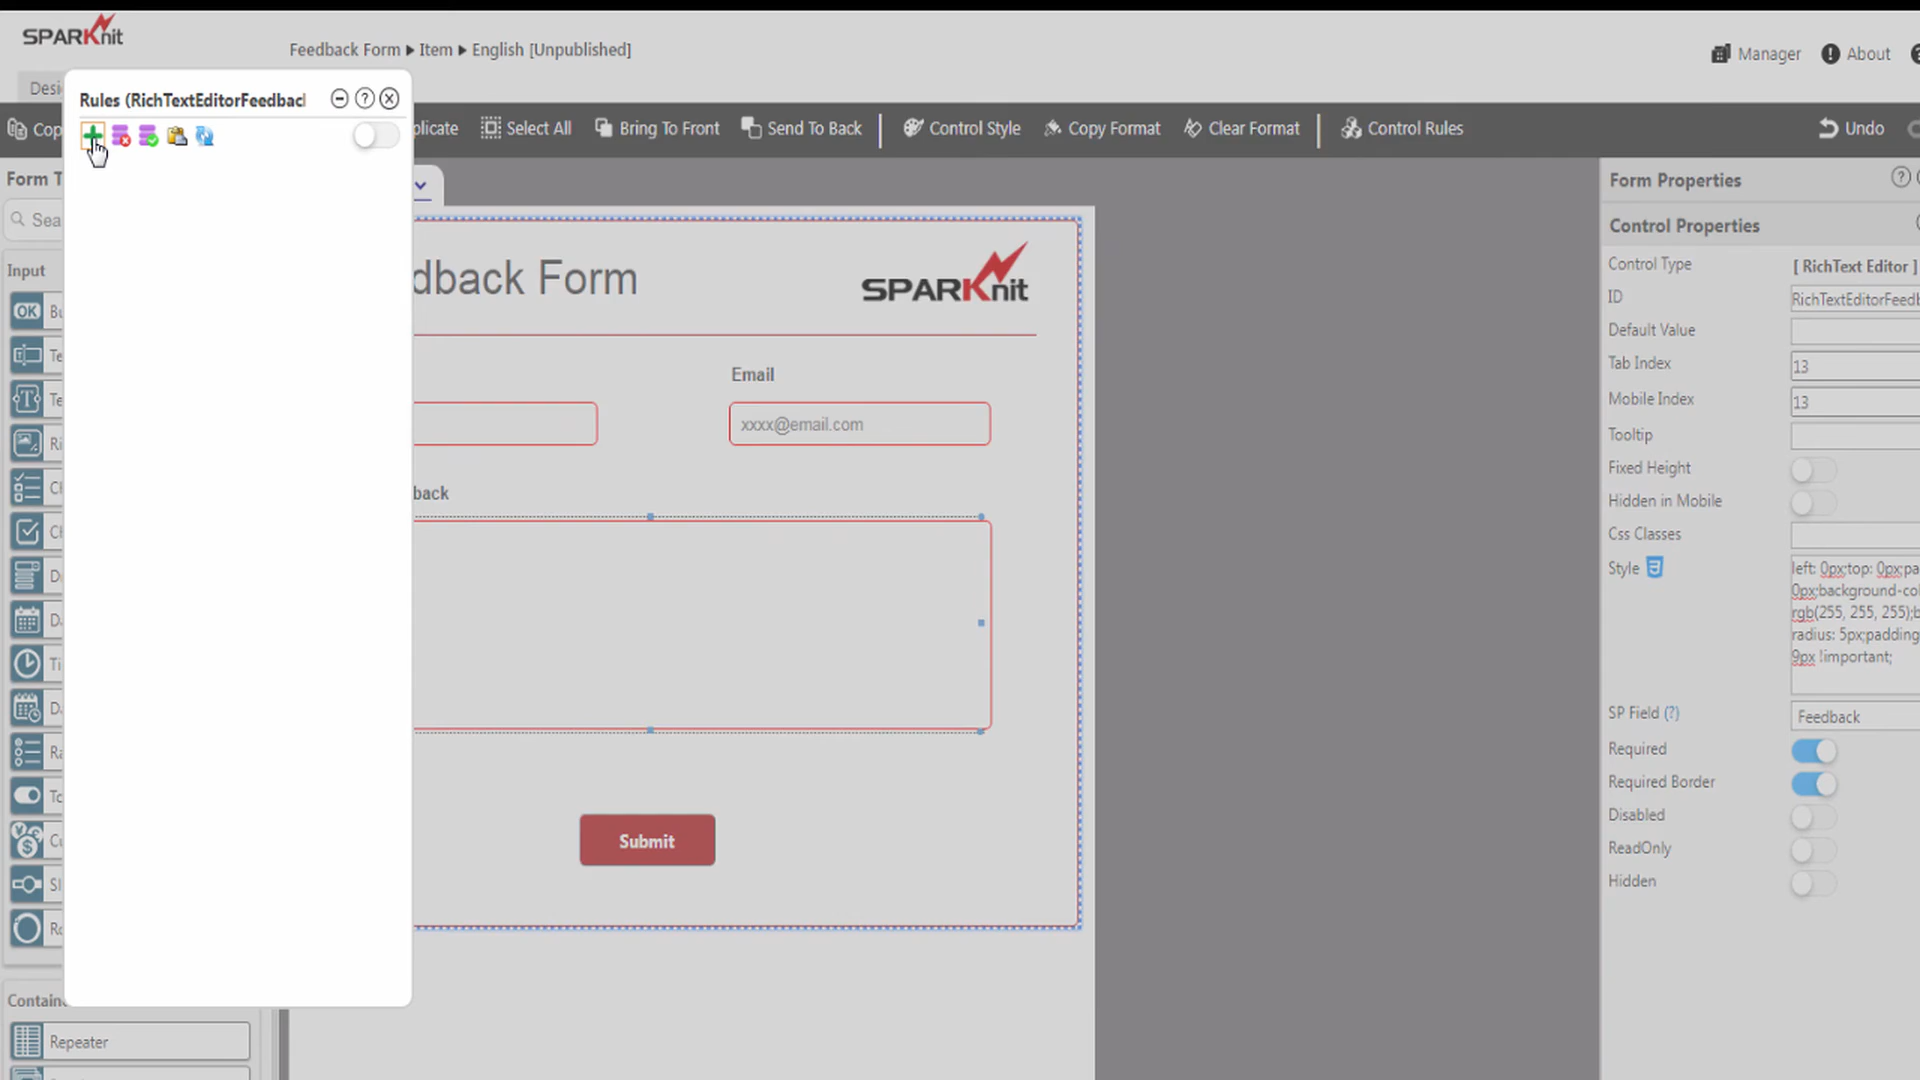 SPARKnit
Feedback Form ▶ Item ▶ English [Unpublished]
Manager
About
Desi
Rules (RichTextEditorFeedbacl
Cop
plicate
Select All
Bring To Front
Send To Back
Control Style
Copy Format
Clear Format
Control Rules
Undo
Form T
Sea
Input
OK
Bu
Te
Te
Ri
Cl
Cl
D
D
Ti
D
Ra
To
Cu
Sl
Ro
Containe
Repeater
dback Form
SPARKnit
Email
xxxx@email.com
back
Submit
Form Properties
Control Properties
Control Type
[ RichText Editor ]
ID
RichTextEditorFeedb
Default Value
Tab Index
13
Mobile Index
13
Tooltip
Fixed Height
Hidden in Mobile
Css Classes
Style
left: 0px;top: 0px;pa
0px;background-col
rgb(255, 255, 255);b
radius: 5px;padding
9px !important;
SP Field (?)
Feedback
Required
Required Border
Disabled
ReadOnly
Hidden